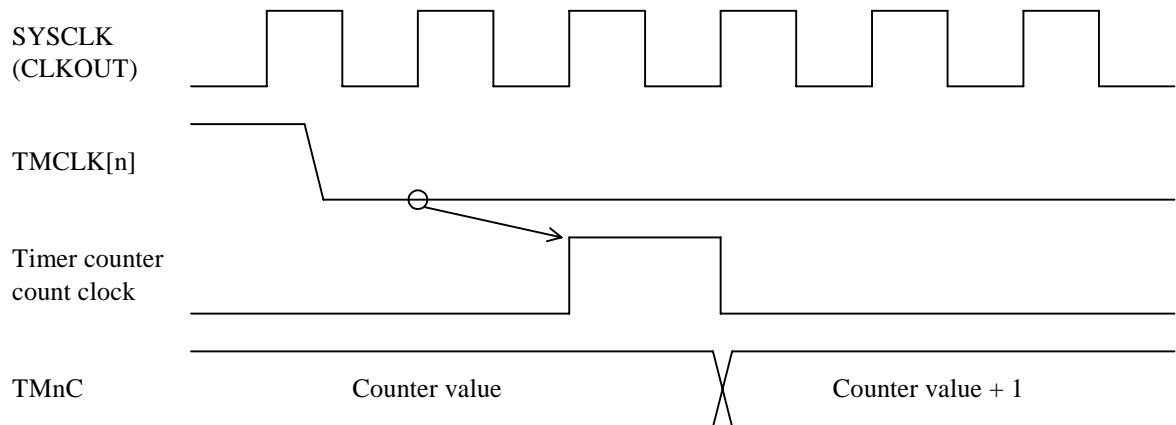 SYSCLK
(CLKOUT)
TMCLK[n]
Timer counter
count clock
TMnC
Counter value
Counter value + 1